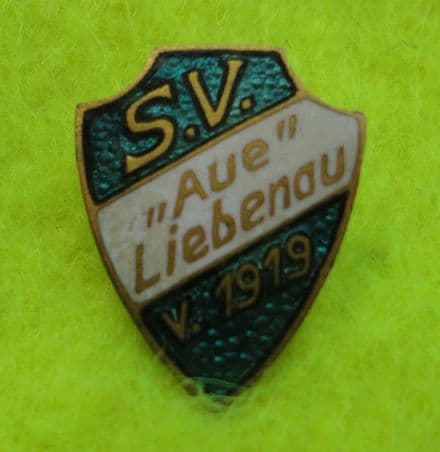 S.V.
"Aue"
Liebenau
v. 1919